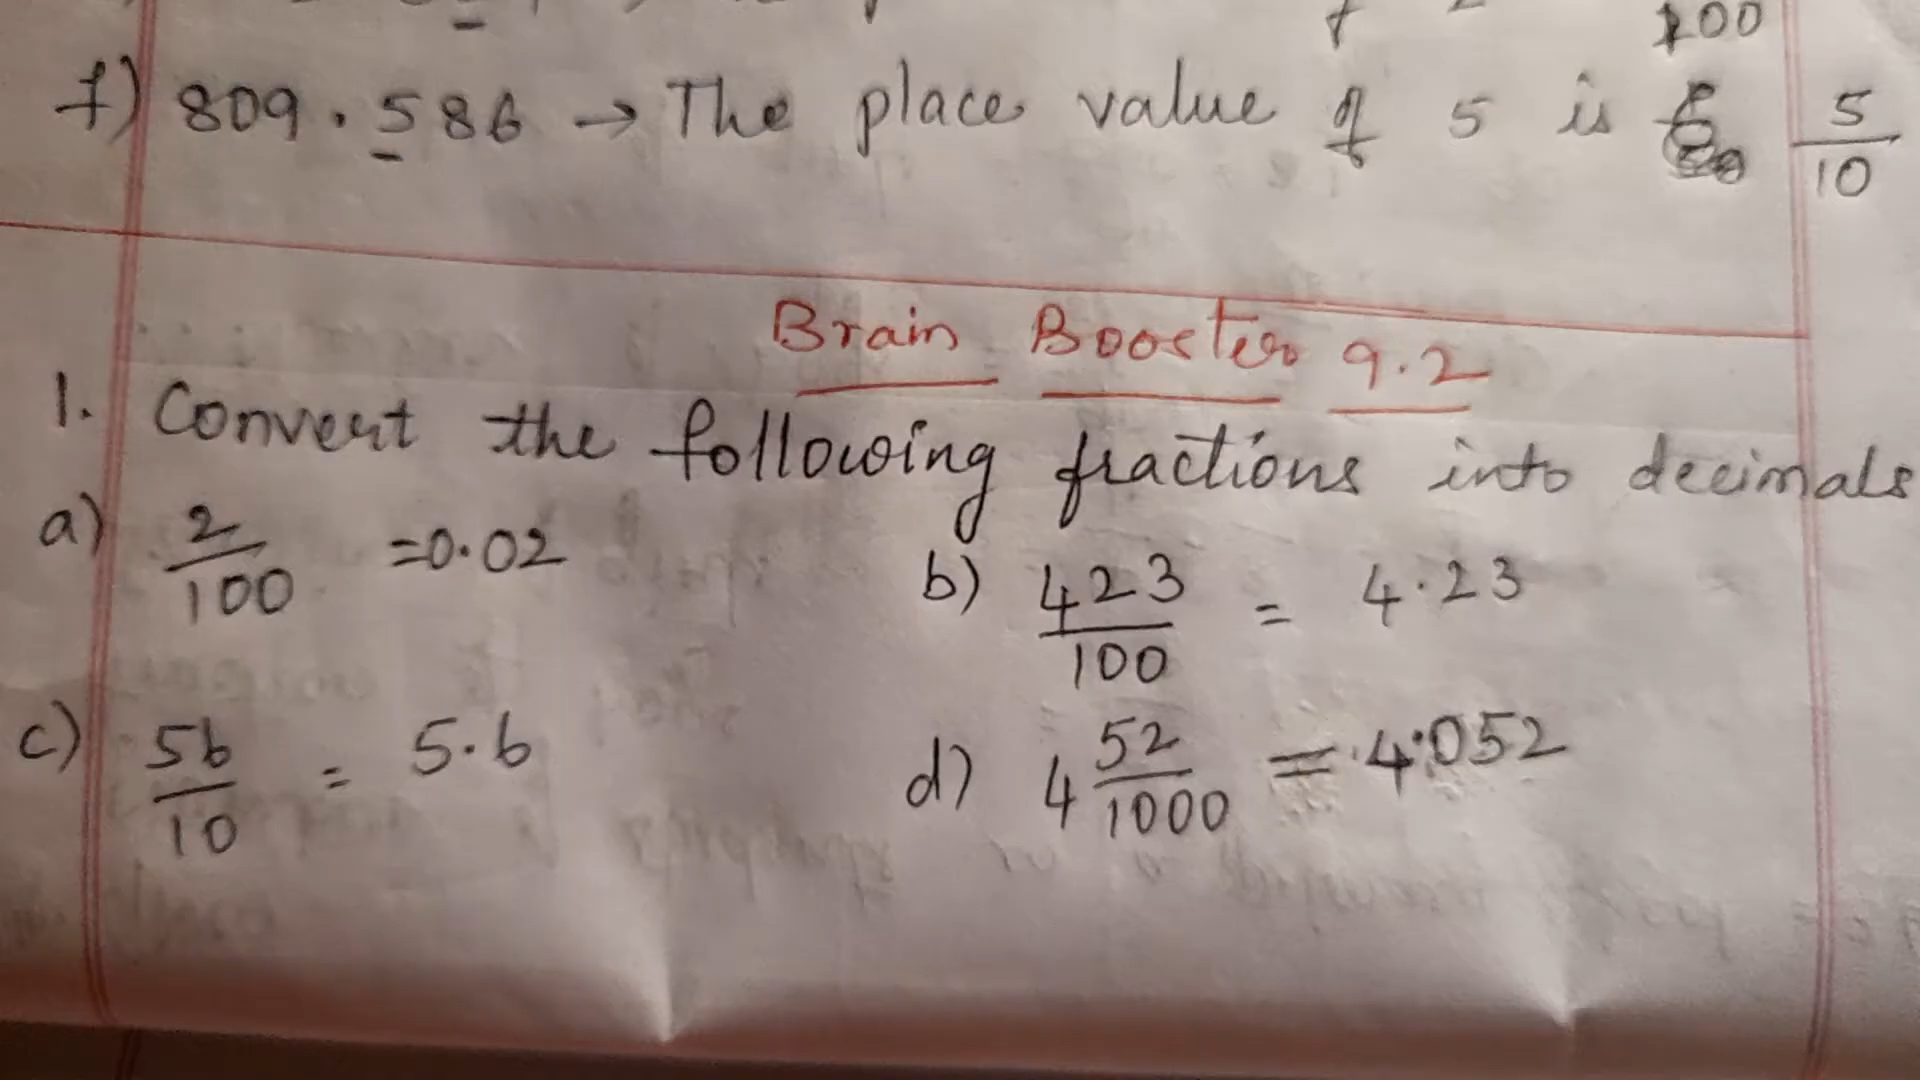 100
f) 809.586 → The place value of 5 is 5/10
Brain Booster 9.2
1. Convert the following fractions into decimals
a) 2/100 = 0.02
b) 423/100 = 4.23
c) 56/10 = 5.6
d) 4 52/1000 = 4.052